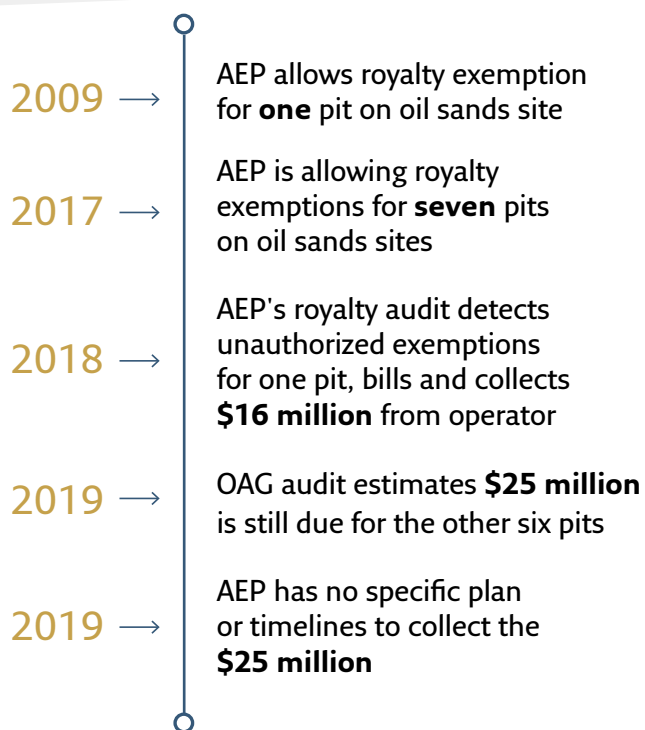 2009 → AEP allows royalty exemption
for one pit on oil sands site
AEP is allowing royalty
2017 → exemptions for seven pits
on oil sands sites
AEP's royalty audit detects
unauthorized exemptions
2018 → for one pit, bills and collects
$16 million from operator
2019 → OAG audit estimates $25 million
is still due for the other six pits
AEP has no specific plan
2019 → or timelines to collect the
$25 million